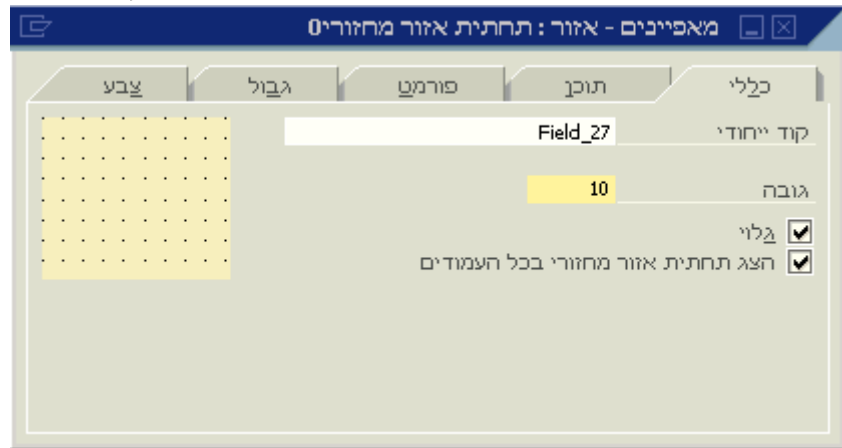 מאפיינים - אזור : תחתית אזור מחזורי0
כללי תוכן פורמט גבול צבע
קוד ייחודי Field_27
גובה 10
גלוי
הצג תחתית אזור מחזורי בכל העמודים